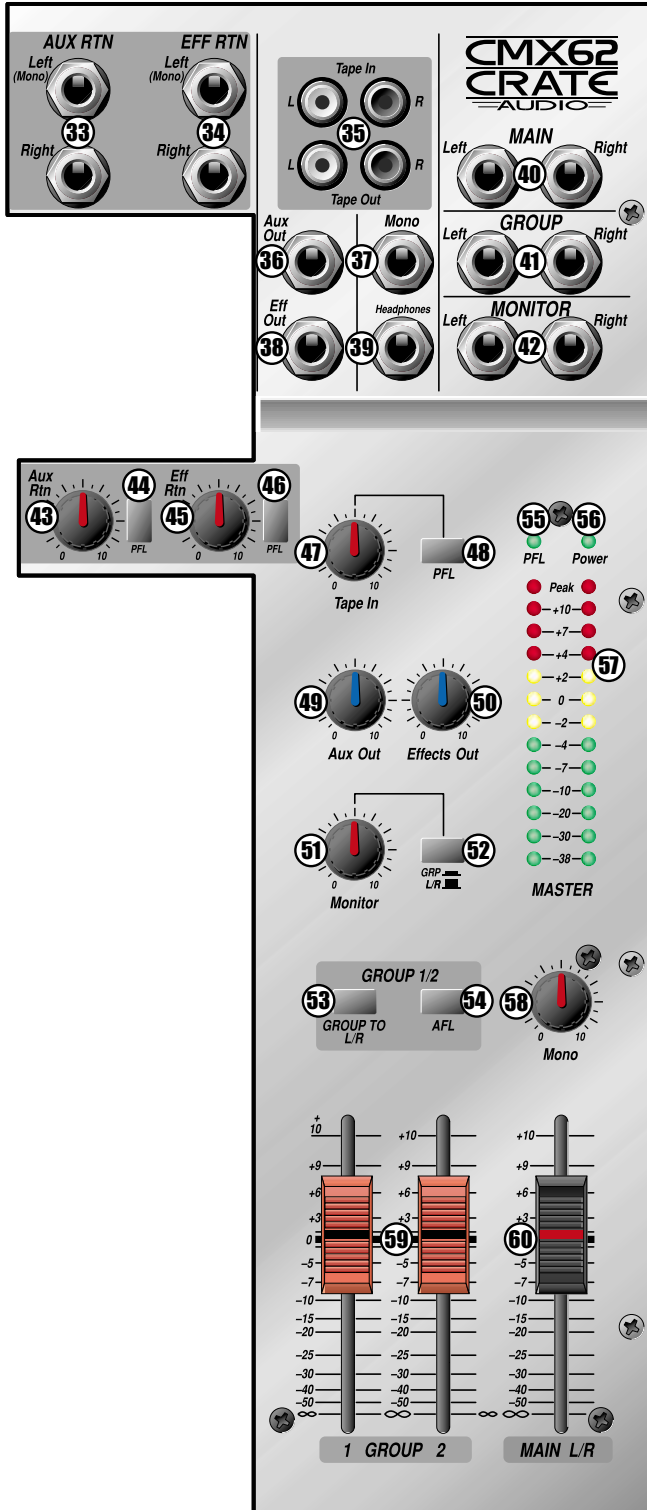 AUX RTN
EFF RTN
Left
(Mono)
Left
(Mono)
33
34
Right
Right
Tape In
L
R
35
L
R
Tape Out
CMX62
CRATE
AUDIO
MAIN
Left
Right
40
Aux
Out
Mono
36
37
GROUP
Left
Right
41
Eff
Out
Headphones
38
39
MONITOR
Left
Right
42
Aux
Rtn
44
Eff
Rtn
46
43
45
0 10
PFL
0 10
PFL
47
48
0 10
PFL
Tape In
55
56
PFL
Power
Peak
+10
+7
+4
57
+2
0
-2
-4
-7
-10
-20
-30
-38
MASTER
49
50
0 10
0 10
Aux Out
Effects Out
51
52
0 10
GRP
L/R
Monitor
GROUP 1/2
53
54
GROUP TO
L/R
AFL
58
0 10
Mono
+
10
+10
+10
+9
+9
+9
+6
+6
+6
+3
+3
+3
0
59
60
-5
-5
-5
-7
-7
-7
-10
-10
-10
-15
-15
-15
-20
-20
-20
-25
-25
-25
-30
-30
-30
-40
-40
-40
-50
-50
-50
∞
∞
∞
∞
1 GROUP 2
MAIN L/R